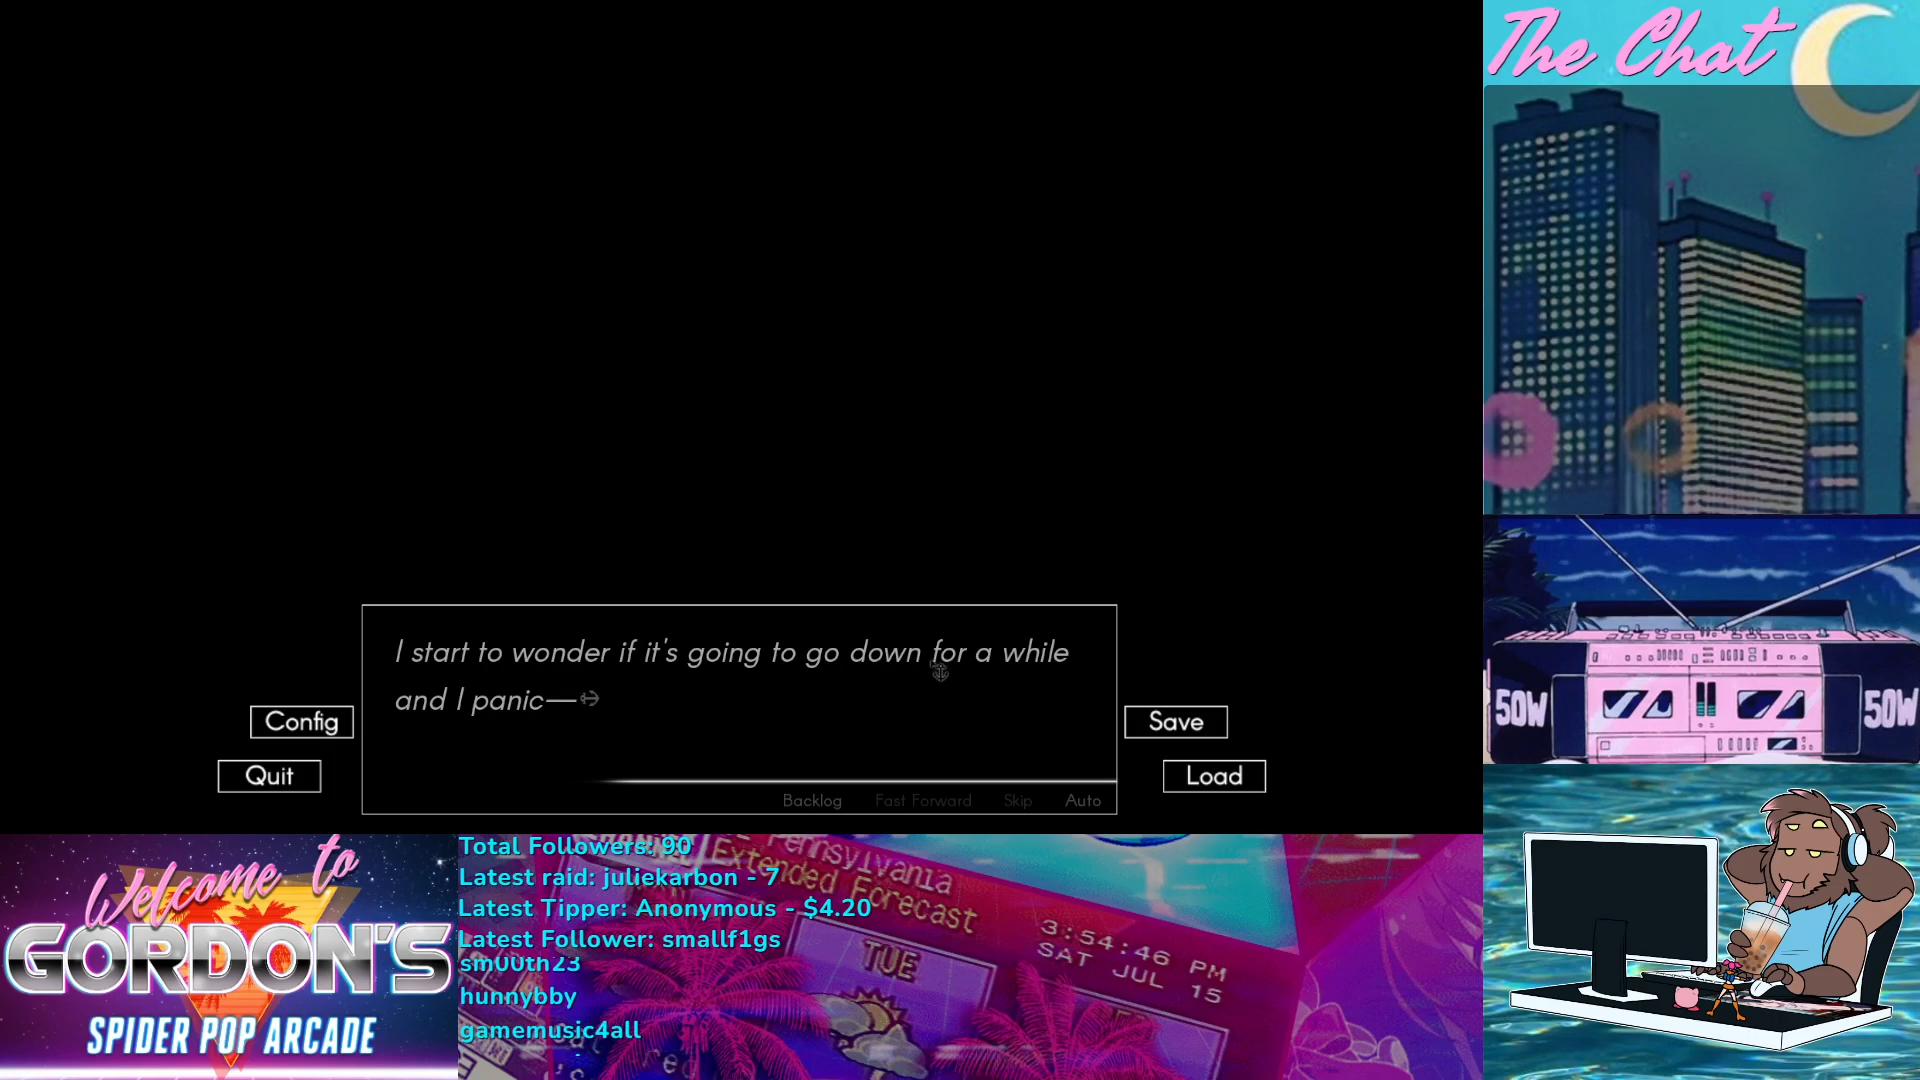 The Chat
I start to wonder if it's going to go down for a while
and I panic—
Config
Quit
Save
Load
Backlog
Fast Forward
Skip
Auto
50W
50W
Welcome to
GORDON'S
SPIDER POP ARCADE
Total Followers: 90
Latest raid: juliekarbon - 7
Latest Tipper: Anonymous - $4.20
Latest Follower: smallf1gs
sm00th23
hunnybby
gamemusic4all
Pennsylvania
Extended Forecast
3:54:46 PM
SAT JUL 15
TUE